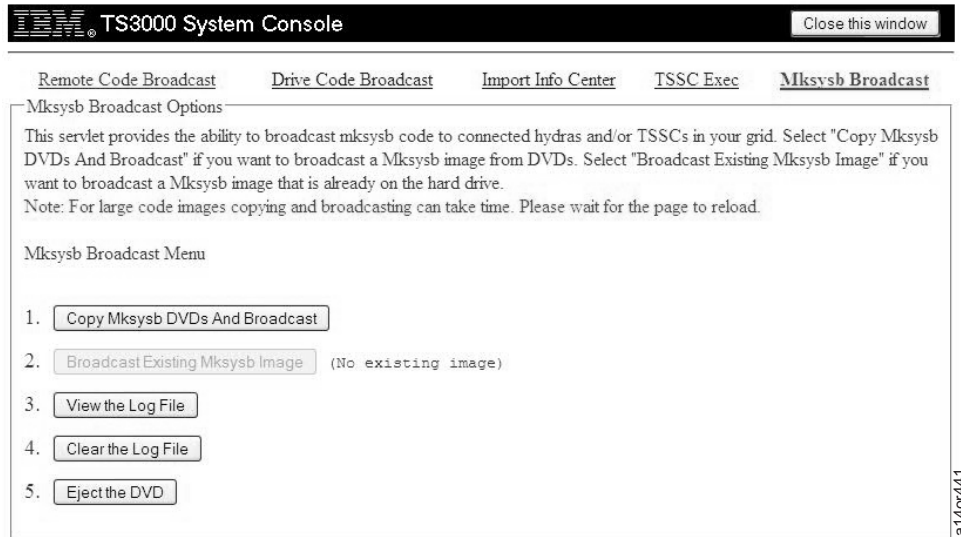 IBM® TS3000 System Console Close this window
Remote Code Broadcast Drive Code Broadcast Import Info Center TSSC Exec Mksysb Broadcast
Mksysb Broadcast Options
This servlet provides the ability to broadcast mksysb code to connected hydras and/or TSSCs in your grid. Select "Copy Mksysb
DVDs And Broadcast" if you want to broadcast a Mksysb image from DVDs. Select "Broadcast Existing Mksysb Image" if you
want to broadcast a Mksysb image that is already on the hard drive.
Note: For large code images copying and broadcasting can take time. Please wait for the page to reload.
Mksysb Broadcast Menu
1. Copy Mksysb DVDs And Broadcast
2. Broadcast Existing Mksysb Image (No existing image)
3. View the Log File
4. Clear the Log File
5. Eject the DVD
a14or441